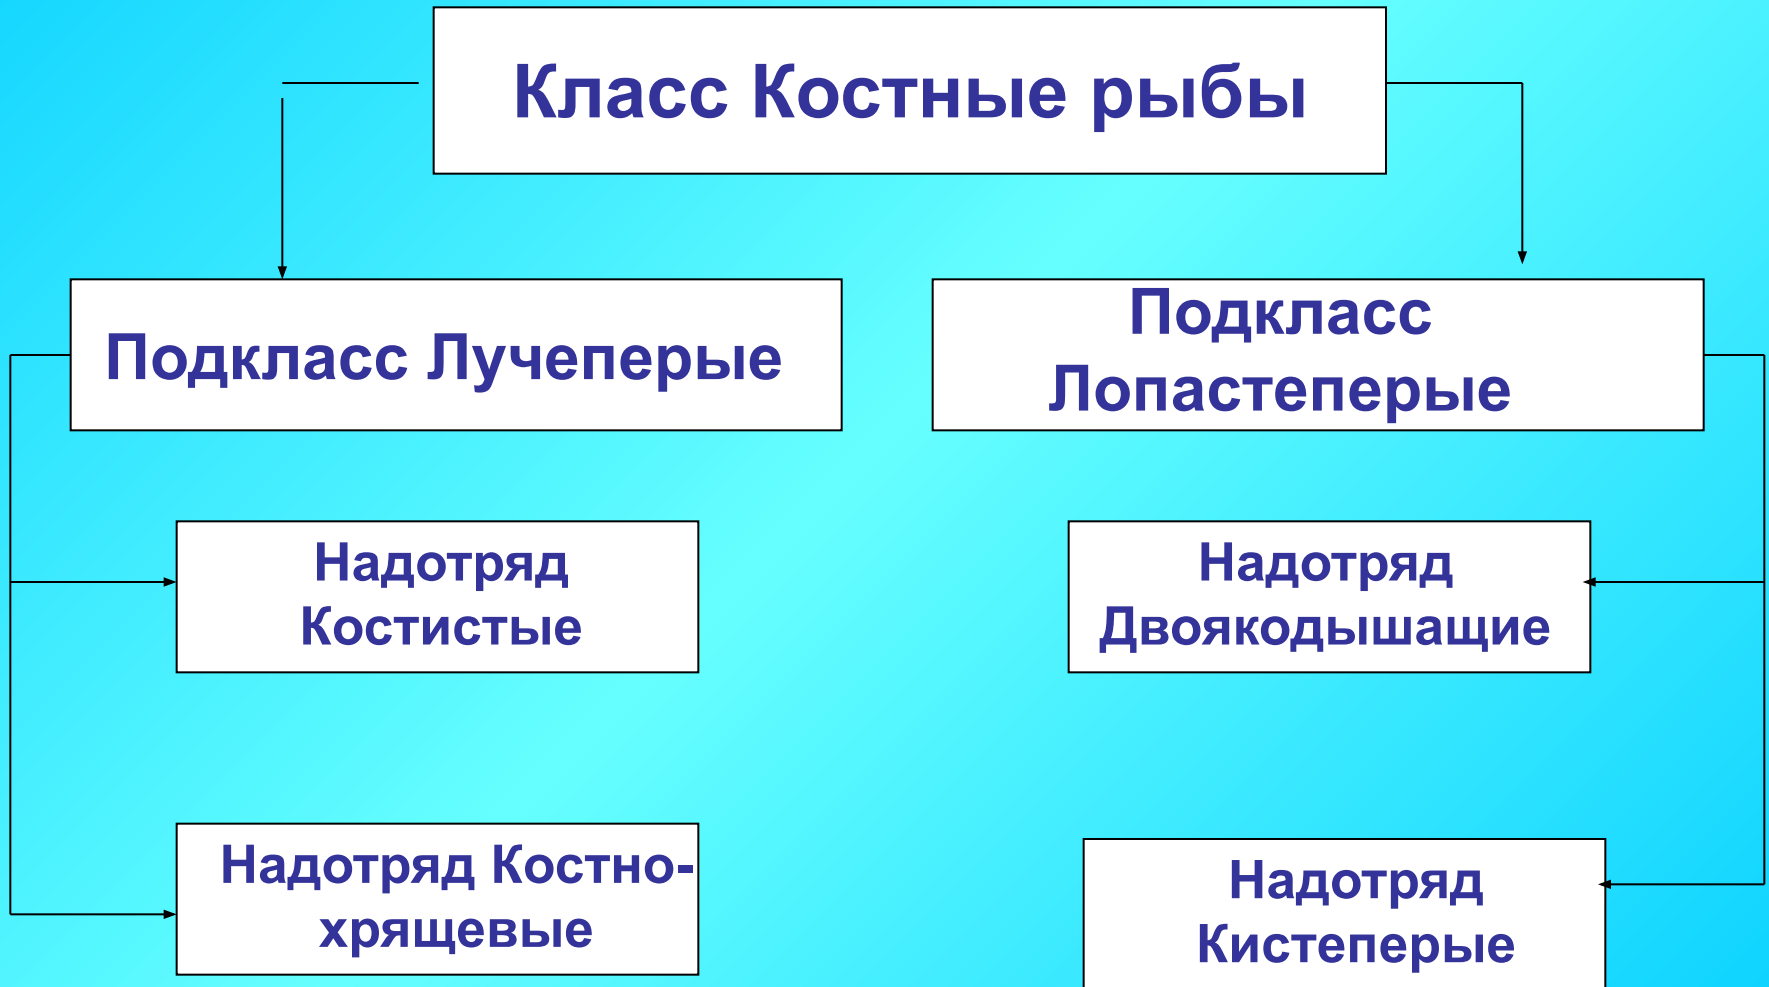 Класс Костные рыбы
Подкласс Лучеперые
Подкласс
Лопастеперые
Надотряд
Костистые
Надотряд
Двоякодышащие
Надотряд Костно-
хрящевые
Надотряд
Кистеперые